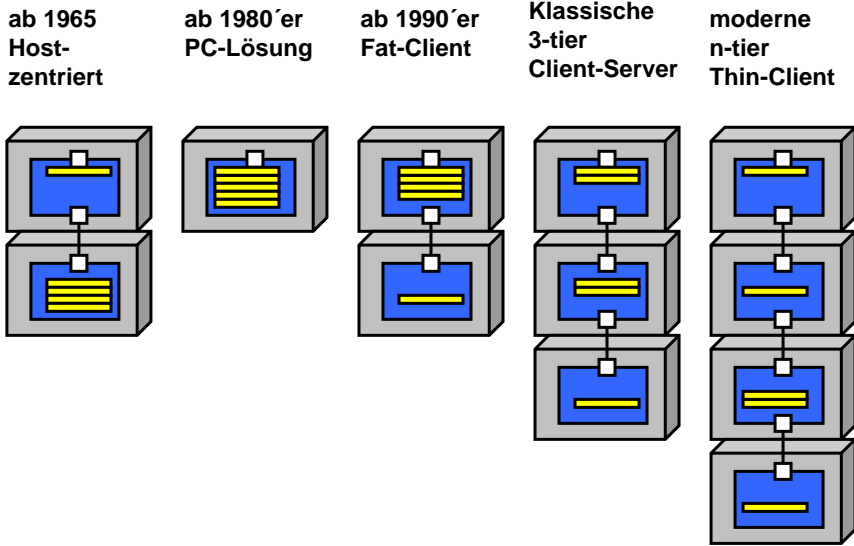 ab 1965
Host-
zentriert
ab 1980´er
PC-Lösung
ab 1990´er
Fat-Client
Klassische
3-tier
Client-Server
moderne
n-tier
Thin-Client